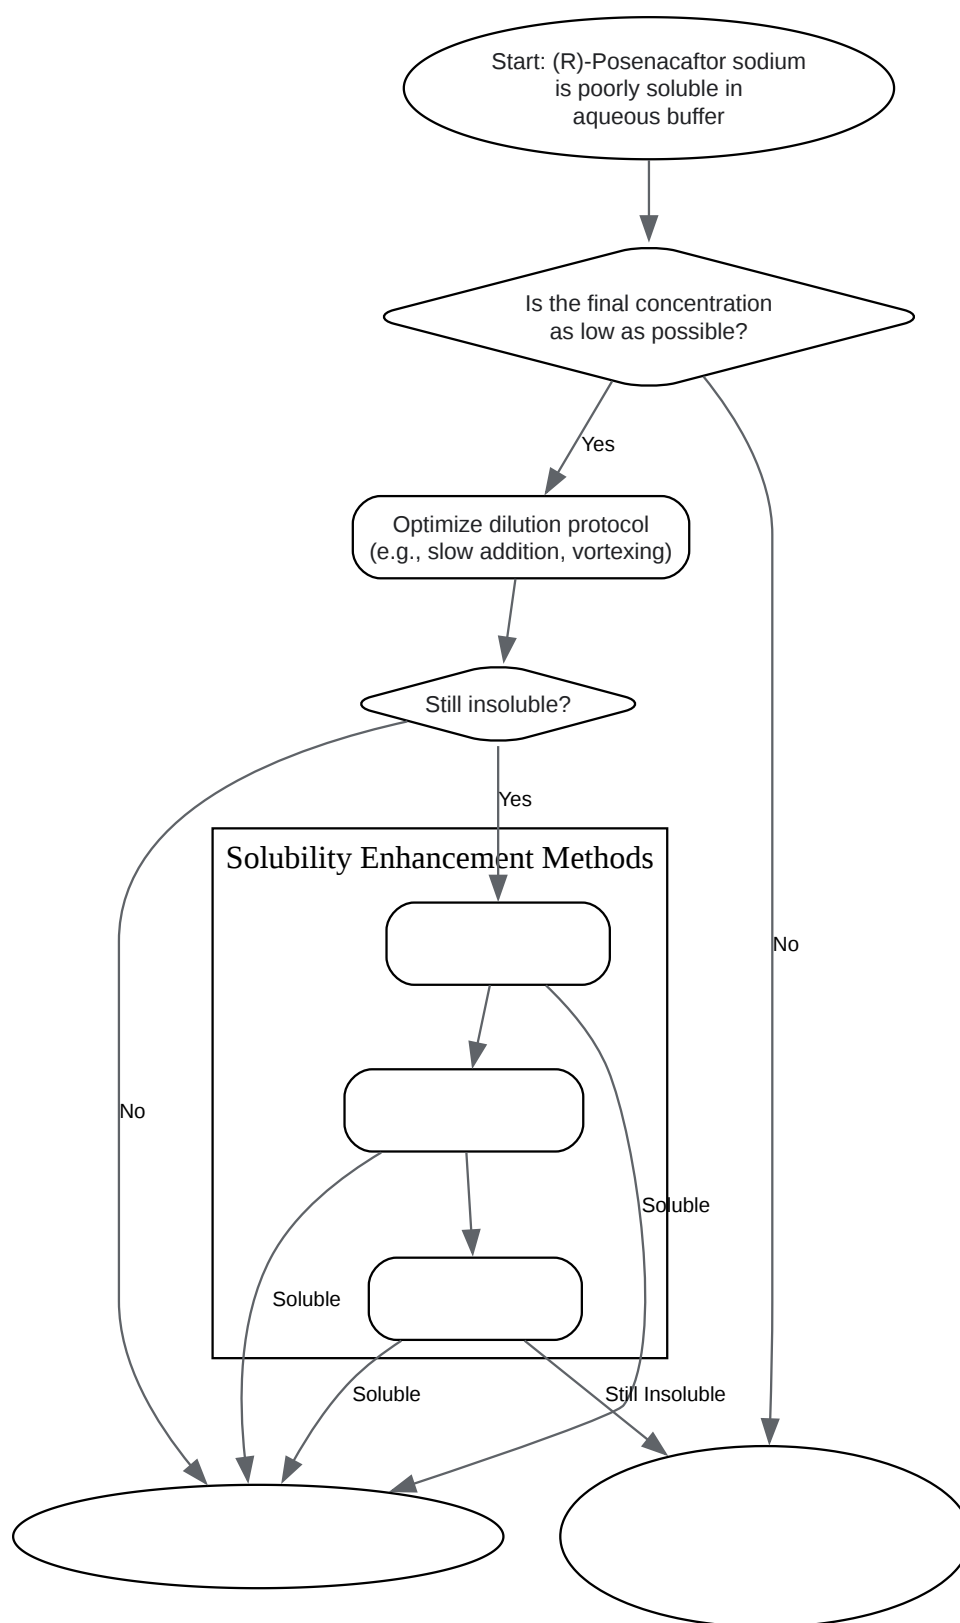 Start: (R)-Posenacaftor sodium
is poorly soluble in
aqueous buffer
Is the final concentration
as low as possible?
Yes
Optimize dilution protocol
(e.g., slow addition, vortexing)
Still insoluble?
Yes
Solubility Enhancement Methods
No
No
Soluble
Soluble
Soluble
Still Insoluble